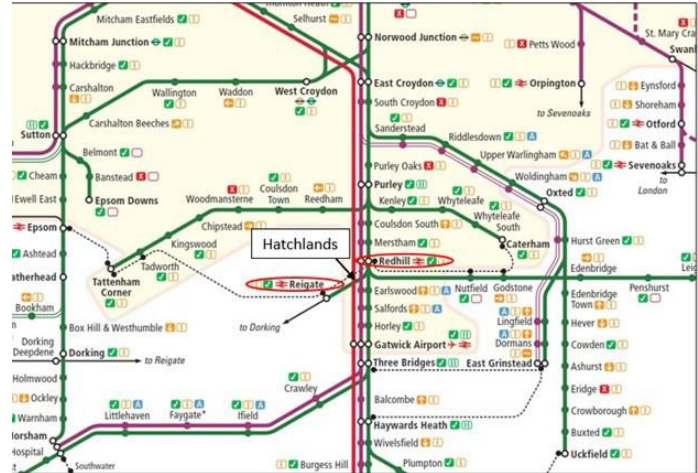 Mitcham Eastfields
Selhurst
Mitcham Junction
Norwood Junction
Petts Wood
St. Mary Cra
Swanl
Hackbridge
Carshalton
Wallington
Waddon
West Croydon
East Croydon
Orpington
Eynsford
South Croydon
to Sevenoaks
Shoreham
Carshalton Beeches
Sanderstead
Riddlesdown
Otford
Sutton
Belmont
Upper Warlingham
Bat & Ball
Purley Oaks
Woldingham
Sevenoaks
Cheam
Banstead
Woodmansterne
Coulsdon
Town
Reedham
Purley
to
London
Ewell East
Epsom Downs
Kenley
Whyteleafe
Oxted
Whyteleafe
South
Epsom
Chipstead
Coulsdon South
Kingswood
Hatchlands
Merstham
Caterham
Hurst Green
Ashtead
Tadworth
Redhill
Edenbridge
Leig
atherhead
Tattenham
Corner
Reigate
Earlswood
Nutfield
Godstone
Penshurst
Bookham
Salfords
Lingfield
Edenbridge
Town
Box Hill & Westhumble
to Dorking
Horley
Dormans
Hever
Dorking
Deepdene
Dorking
to Reigate
Gatwick Airport
Cowden
Three Bridges
East Grinstead
Ashurst
Holmwood
Crawley
Eridge
Ockley
Balcombe
Crowborough
Warnham
Littlehaven
Faygate*
Ifield
Haywards Heath
Buxted
orsham
Hospital
Wivelsfield
Uckfield
Southwater
Burgess Hill
Plumpton